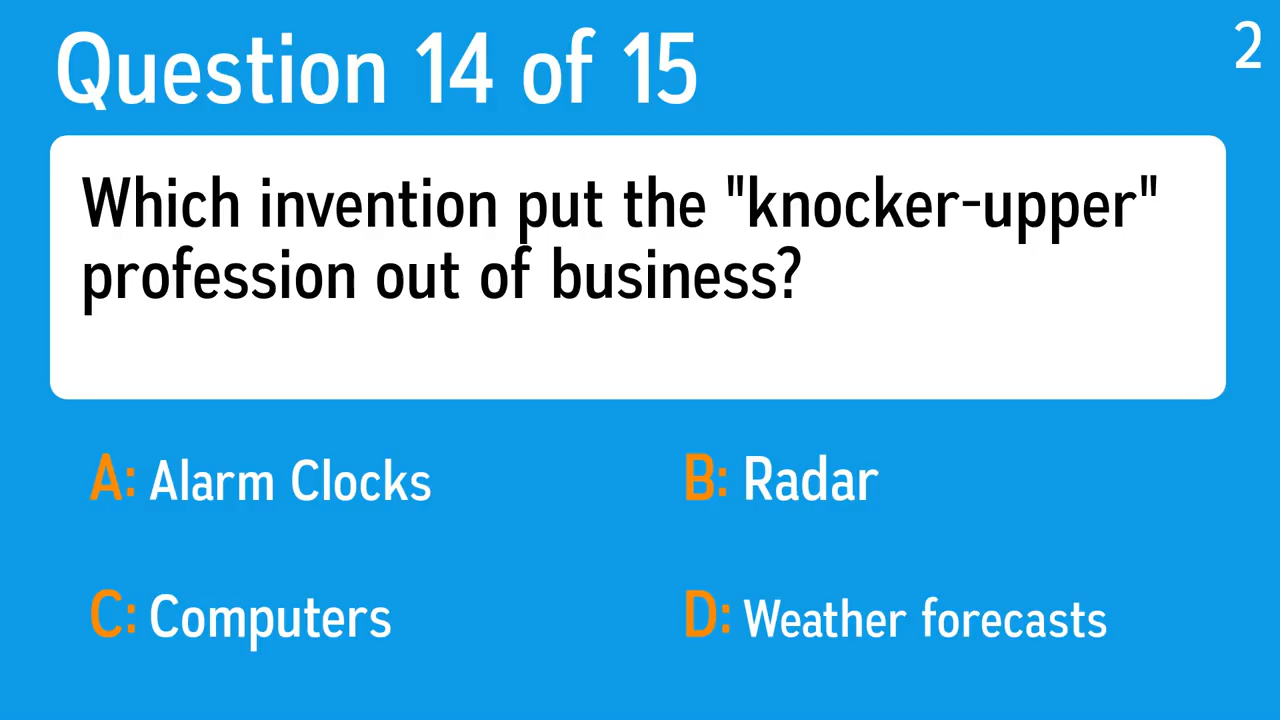 Question 14 of 15
2
Which invention put the "knocker-upper"
profession out of business?
A: Alarm Clocks
B: Radar
C: Computers
D: Weather forecasts